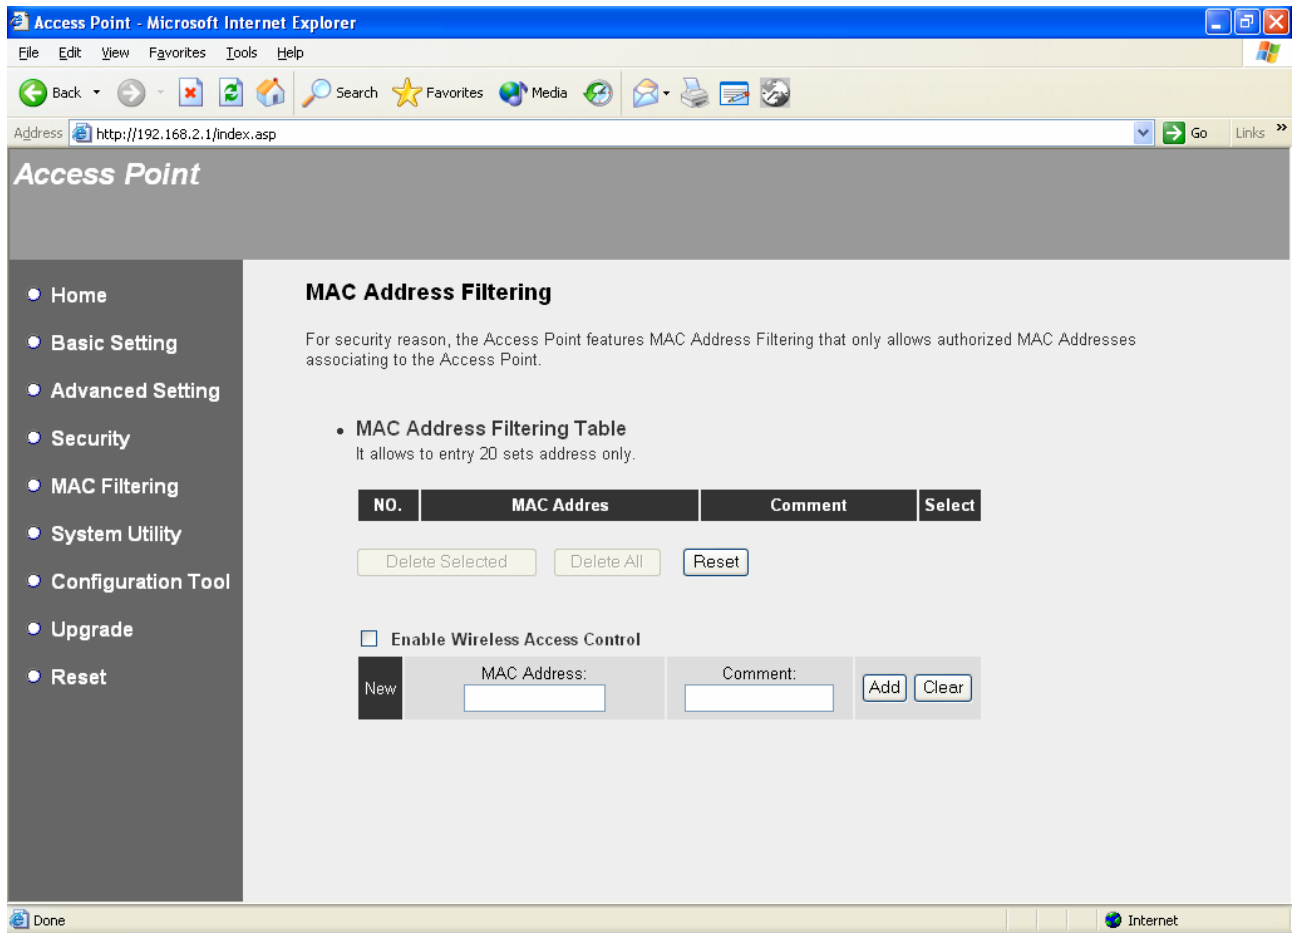 Access Point - Microsoft Internet Explorer
File Edit View Favorites Tools Help
Back Search Favorites Media
Address http://192.168.2.1/index.asp Go Links »
Access Point
Home
Basic Setting
Advanced Setting
Security
MAC Filtering
System Utility
Configuration Tool
Upgrade
Reset
MAC Address Filtering
For security reason, the Access Point features MAC Address Filtering that only allows authorized MAC Addresses
associating to the Access Point.
MAC Address Filtering Table
It allows to entry 20 sets address only.
NO. MAC Addres Comment Select
Delete Selected Delete All Reset
Enable Wireless Access Control
New MAC Address: Comment: Add Clear
Done Internet